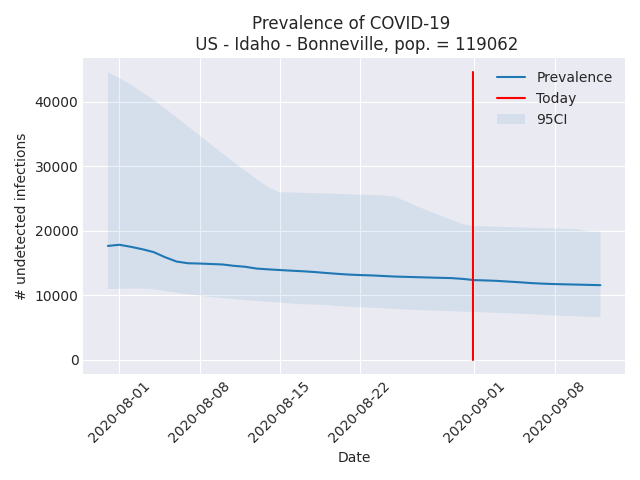 Prevalence of COVID-19
US - Idaho - Bonneville, pop. = 119062
Prevalence
Today
95CI
# undetected infections
40000
30000
20000
10000
0
2020-08-01
2020-08-08
2020-08-15
2020-08-22
2020-09-01
2020-09-08
Date